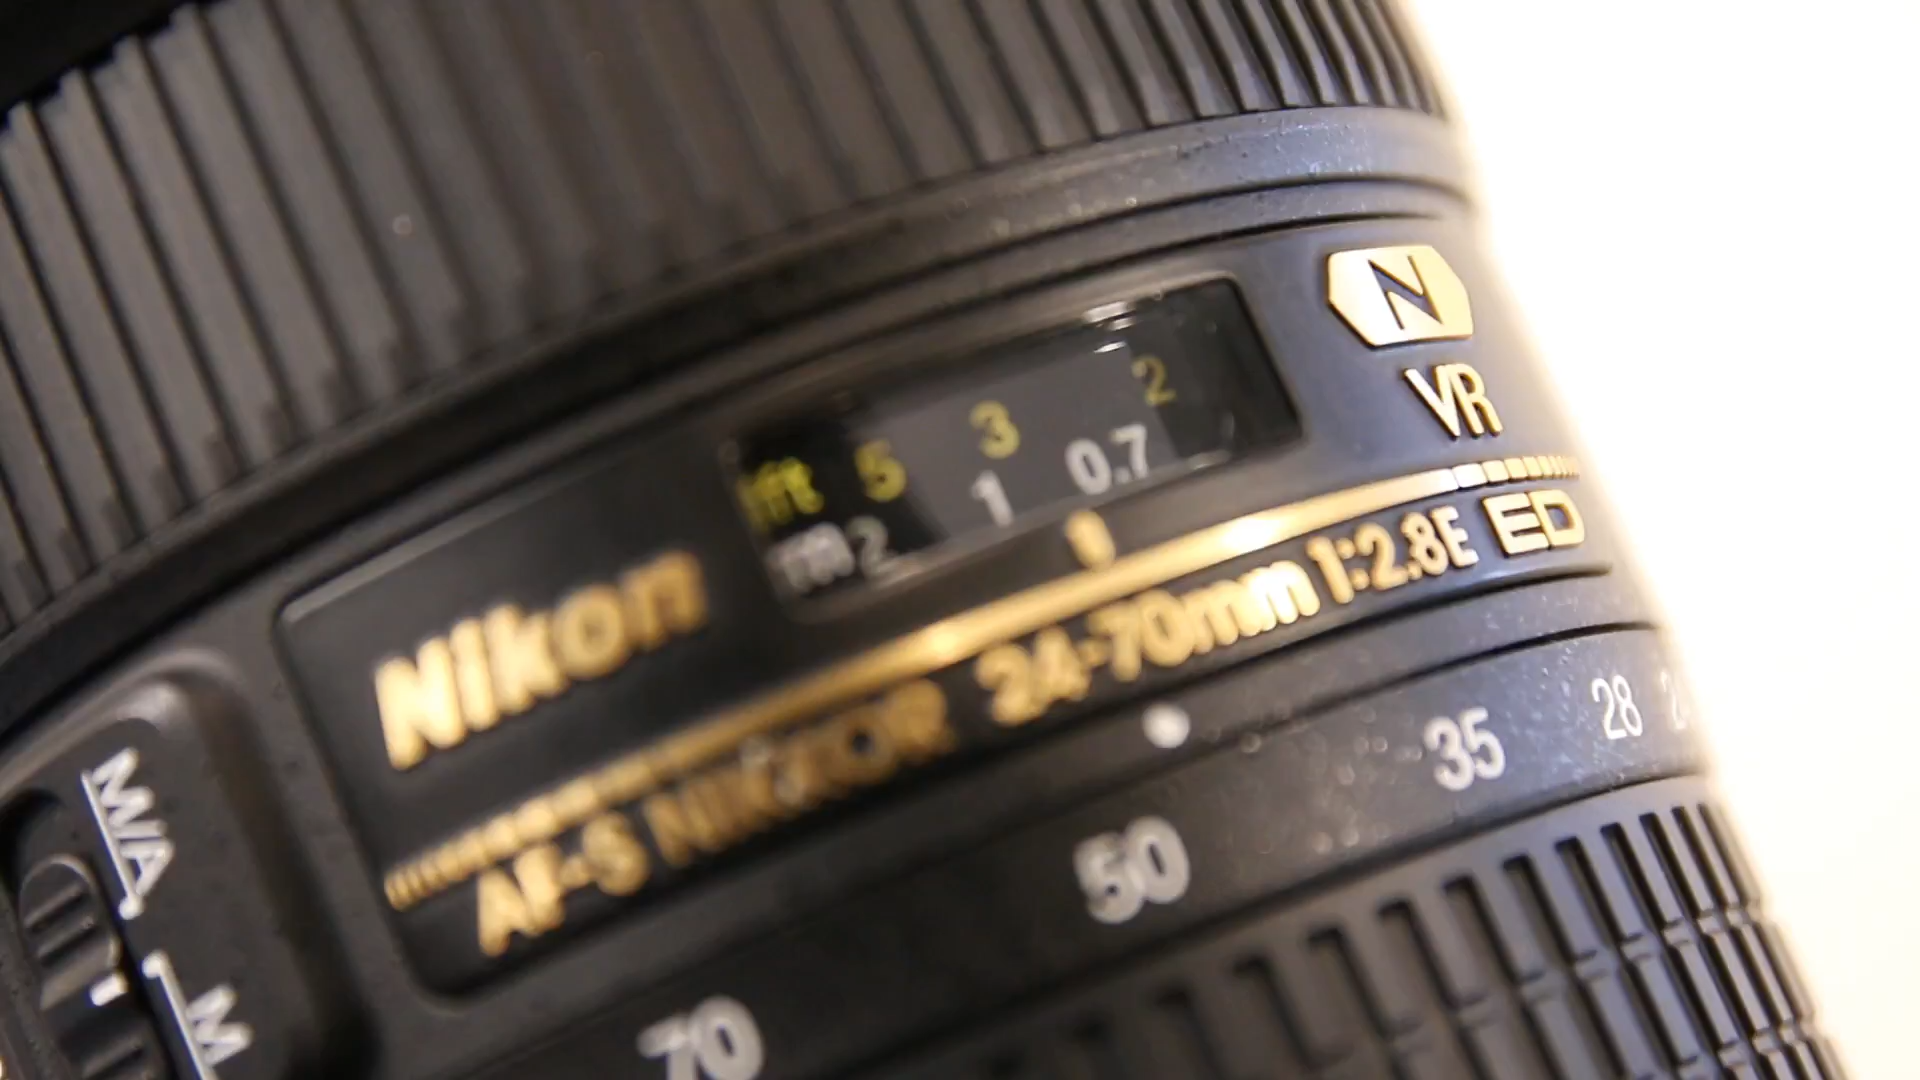 N
VR
ft 5 3 2
m 2 1 0.7
Nikon
AF-S NIKKOR 24-70mm 1:2.8E ED
70 50 35 28
M/A
M